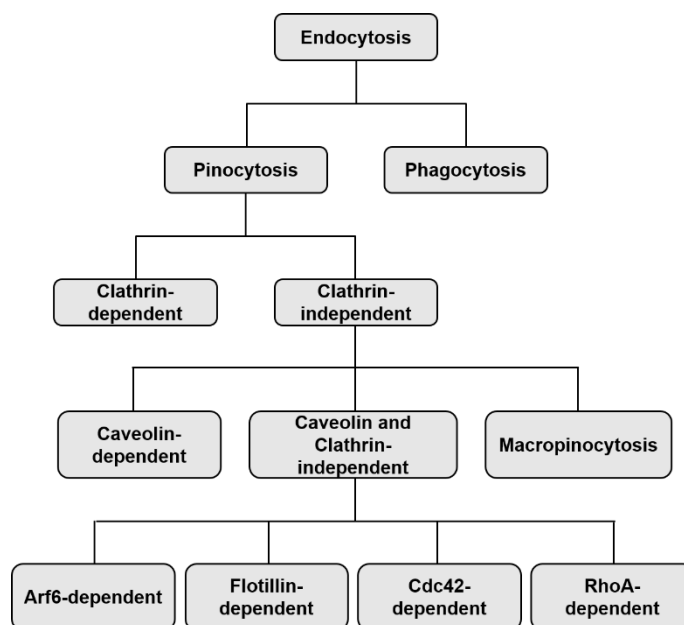 Endocytosis
Pinocytosis
Phagocytosis
Clathrin-
dependent
Clathrin-
independent
Caveolin-
dependent
Caveolin and
Clathrin-
independent
Macropinocytosis
Arf6-dependent
Flotillin-
dependent
Cdc42-
dependent
RhoA-
dependent